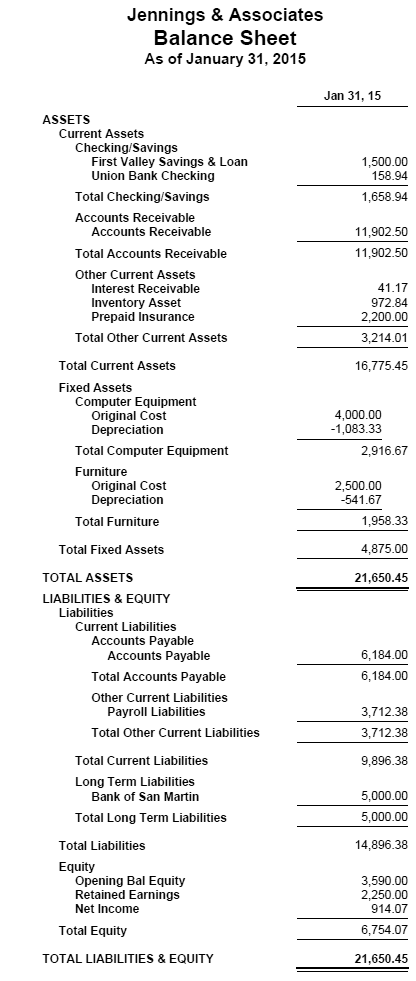 Jennings & Associates
Balance Sheet
As of January 31, 2015
Jan 31, 15
ASSETS
Current Assets
Checking/Savings
First Valley Savings & Loan 1,500.00
Union Bank Checking 158.94
Total Checking/Savings 1,658.94
Accounts Receivable
Accounts Receivable 11,902.50
Total Accounts Receivable 11,902.50
Other Current Assets
Interest Receivable 41.17
Inventory Asset 972.84
Prepaid Insurance 2,200.00
Total Other Current Assets 3,214.01
Total Current Assets 16,775.45
Fixed Assets
Computer Equipment
Original Cost 4,000.00
Depreciation -1,083.33
Total Computer Equipment 2,916.67
Furniture
Original Cost 2,500.00
Depreciation -541.67
Total Furniture 1,958.33
Total Fixed Assets 4,875.00
TOTAL ASSETS 21,650.45
LIABILITIES & EQUITY
Liabilities
Current Liabilities
Accounts Payable
Accounts Payable 6,184.00
Total Accounts Payable 6,184.00
Other Current Liabilities
Payroll Liabilities 3,712.38
Total Other Current Liabilities 3,712.38
Total Current Liabilities 9,896.38
Long Term Liabilities
Bank of San Martin 5,000.00
Total Long Term Liabilities 5,000.00
Total Liabilities 14,896.38
Equity
Opening Bal Equity 3,590.00
Retained Earnings 2,250.00
Net Income 914.07
Total Equity 6,754.07
TOTAL LIABILITIES & EQUITY 21,650.45